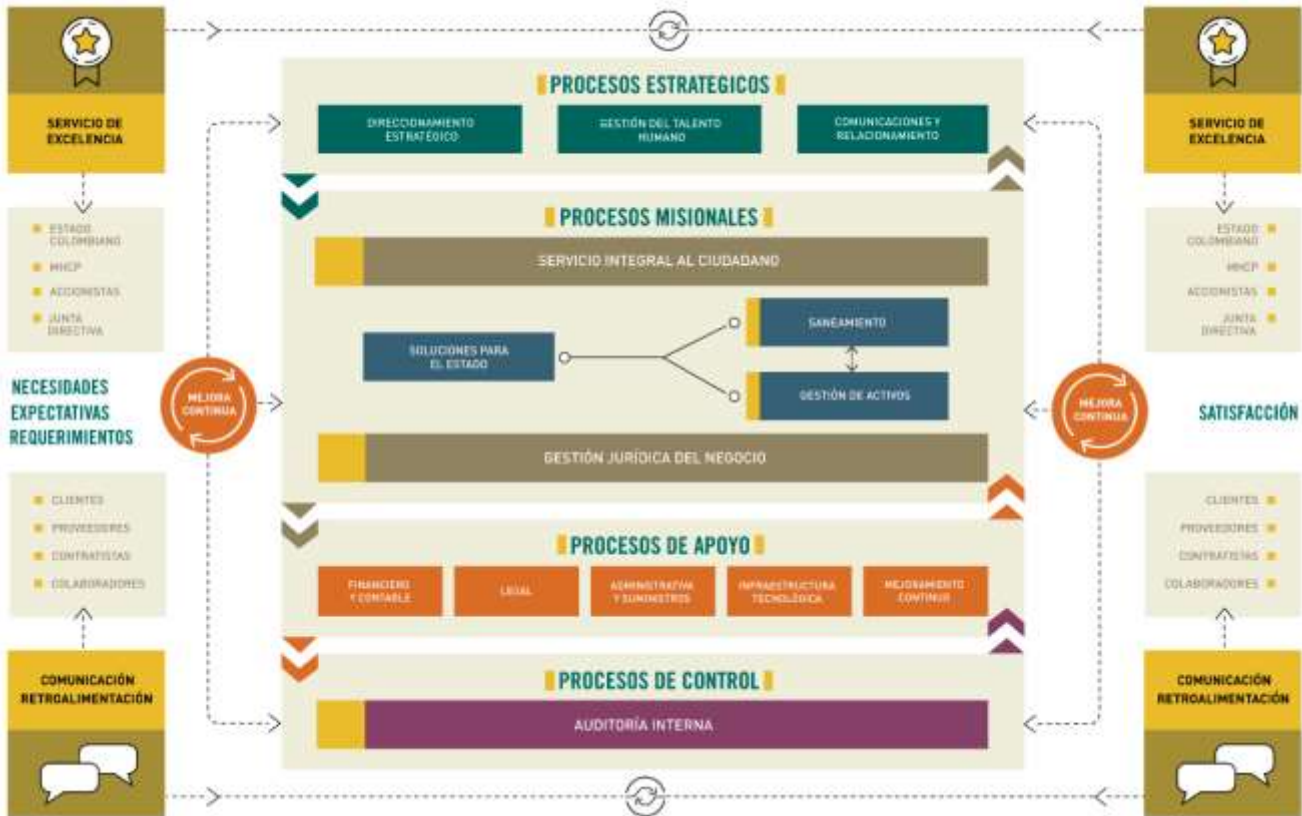 SERVICIO DE
EXCELENCIA
ESTADO
COLOMBIANO
MHCP
ACCIONISTAS
JUNTA
DIRECTIVA
NECESIDADES
EXPECTATIVAS
REQUERIMIENTOS
CLIENTES
PROVEEDORES
CONTRATISTAS
COLABORADORES
COMUNICACIÓN
RETROALIMENTACIÓN
MEJORA
CONTINUA
PROCESOS ESTRATEGICOS
DIRECCIONAMIENTO
ESTRATÉGICO
GESTIÓN DEL TALENTO
HUMANO
COMUNICACIONES Y
RELACIONAMIENTO
PROCESOS MISIONALES
SERVICIO INTEGRAL AL CIUDADANO
SOLUCIONES PARA
EL ESTADO
SANEAMIENTO
GESTIÓN DE ACTIVOS
GESTIÓN JURÍDICA DEL NEGOCIO
PROCESOS DE APOYO
FINANCIERO
Y CONTABLE
LEGAL
ADMINISTRATIVA
Y SUMINISTROS
INFRAESTRUCTURA
TECNOLÓGICA
MEJORAMIENTO
CONTINUO
PROCESOS DE CONTROL
AUDITORÍA INTERNA
MEJORA
CONTINUA
SERVICIO DE
EXCELENCIA
ESTADO
COLOMBIANO
MHCP
ACCIONISTAS
JUNTA
DIRECTIVA
SATISFACCIÓN
CLIENTES
PROVEEDORES
CONTRATISTAS
COLABORADORES
COMUNICACIÓN
RETROALIMENTACIÓN